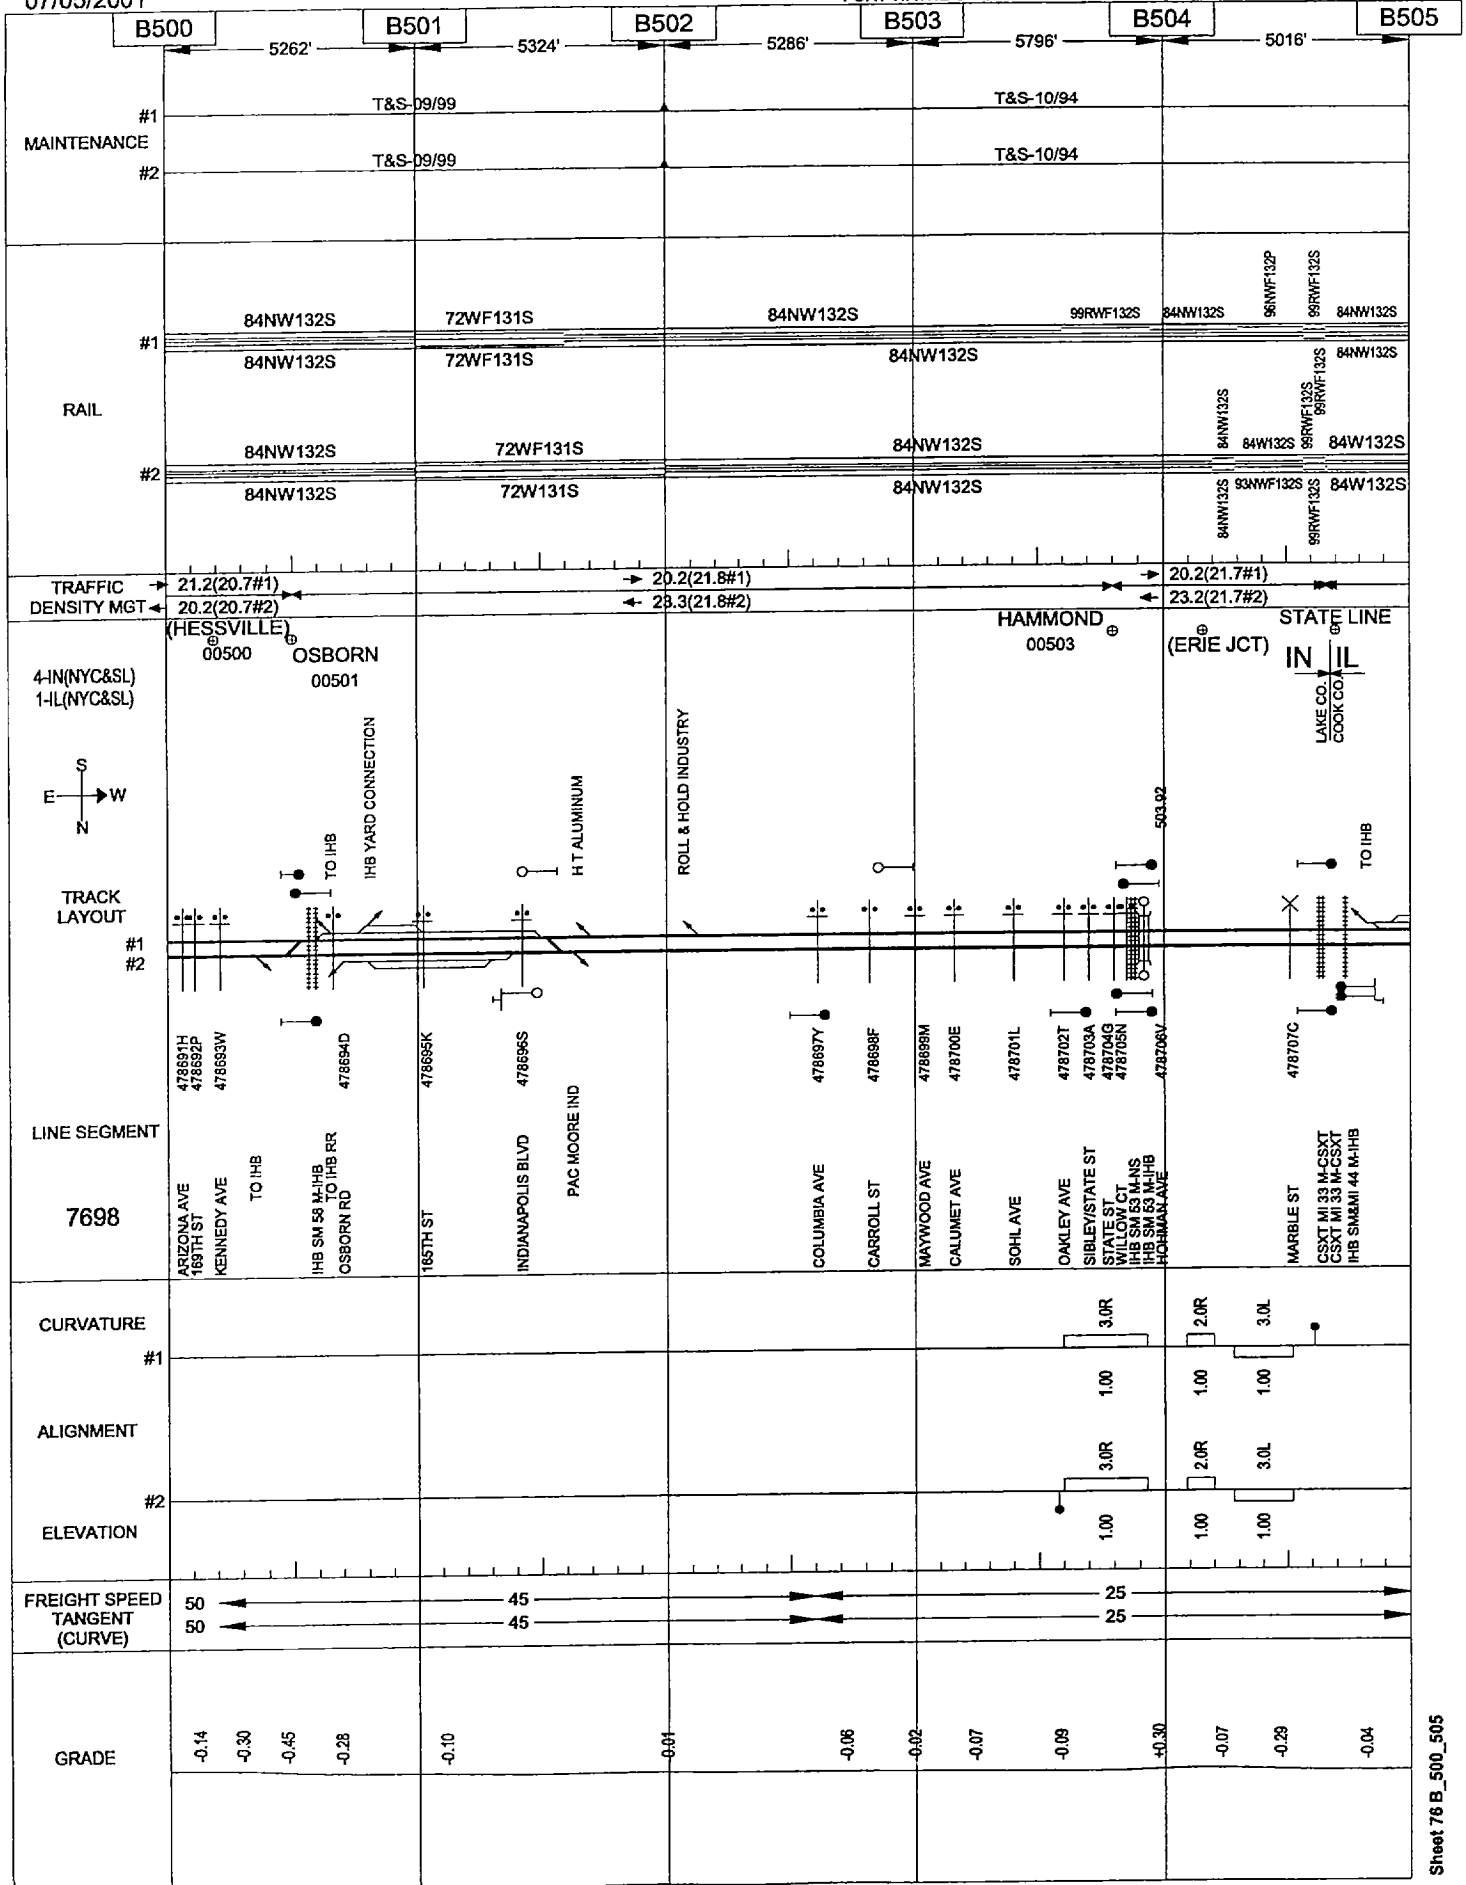 07/05/2001
B500 B501 B502 B503 B504 B505
5262' 5324' 5286' 5796' 5016'
T&S-09/99 T&S-10/94
#1
MAINTENANCE
T&S-09/99 T&S-10/94
#2
96NWF132P 99RWF132S
84NW132S 72WF131S 84NW132S 99RWF132S 84NW132S 84NW132S
#1
84NW132S 72WF131S 84NW132S 84NW132S
RAIL
84NW132S 99RWF132S 99RWF132S
84NW132S 72WF131S 84NW132S 84W132S 84W132S
#2
84NW132S 72W131S 84NW132S 84NW132S 93NWF132S 99RWF132S 84W132S
TRAFFIC 21.2(20.7#1) 20.2(21.8#1) 20.2(21.7#1)
DENSITY MGT 20.2(20.7#2) 23.3(21.8#2) 23.2(21.7#2)
(HESSVILLE) HAMMOND STATE LINE
00500 OSBORN 00503 (ERIE JCT) IN IL
00501
4-IN(NYC&SL)
1-IL(NYC&SL)
LAKE CO.
COOK CO.
S
E W
N
TO IHB
IHB YARD CONNECTION
H T ALUMINUM
ROLL & HOLD INDUSTRY
503.92
TO IHB
TRACK
LAYOUT
#1
#2
478691H
478692P
478693W
478694D
478695K
478696S
478697Y
478698F
478699M
478700E
478701L
478702T
478703A
478704G
478705N
478706V
478707C
LINE SEGMENT
7698
ARIZONA AVE
169TH ST
KENNEDY AVE
TO IHB
IHB SM 58 M-IHB
TO IHB RR
OSBORN RD
165TH ST
INDIANAPOLIS BLVD
PAC MOORE IND
COLUMBIA AVE
CARROLL ST
MAYWOOD AVE
CALUMET AVE
SOHL AVE
OAKLEY AVE
SIBLEY/STATE ST
STATE ST
WILLOW CT
IHB SM 53 M-NS
IHB SM 53 M-IHB
HOHMAN AVE
MARBLE ST
CSXT MI 33 M-CSXT
CSXT MI 33 M-CSXT
IHB SM&MI 44 M-IHB
CURVATURE 3.0R 2.0R 3.0L
#1
1.00 1.00 1.00
ALIGNMENT
3.0R 2.0R 3.0L
#2
ELEVATION 1.00 1.00 1.00
FREIGHT SPEED 50 45 25
TANGENT 50 45 25
(CURVE)
GRADE -0.14 -0.30 -0.45 -0.28 -0.10 -0.01 -0.06 -0.02 -0.07 -0.09 +0.30 -0.07 -0.29 -0.04
Sheet 76 B_500_505